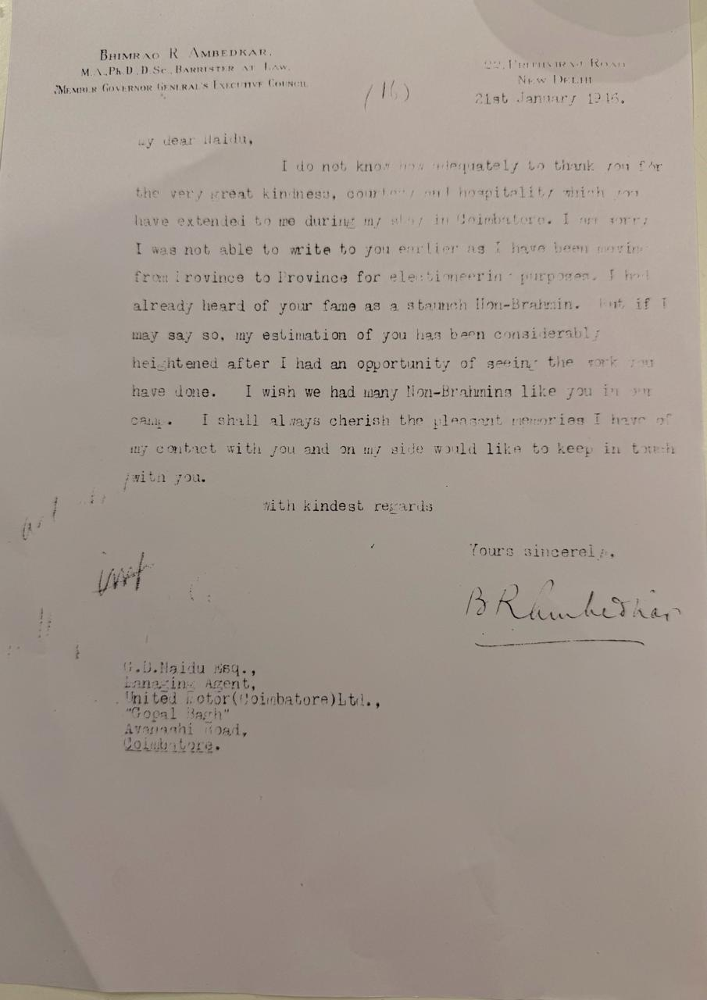 BHIMRAO R AMBEDKAR,
M.A., Ph.D., D.Sc., BARRISTER AT LAW,
MEMBER GOVERNOR GENERAL'S EXECUTIVE COUNCIL
(16)
22, PRITHVIRAJ ROAD
NEW DELHI
21st January 1946.
My dear Naidu,
I do not know how adequately to thank you for
the very great kindness, courtesy and hospitality which you
have extended to me during my stay in Coimbatore. I am sorry
I was not able to write to you earlier as I have been moving
from Province to Province for electioneering purposes. I had
already heard of your fame as a staunch Non-Brahmin. But if I
may say so, my estimation of you has been considerably
heightened after I had an opportunity of seeing the work you
have done. I wish we had many Non-Brahmins like you in our
camp. I shall always cherish the pleasant memories I have of
my contact with you and on my side would like to keep in touch
with you.
With kindest regards
Yours sincerely,
B R Ambedkar
G.D.Naidu Esq.,
Managing Agent,
United Motor(Coimbatore)Ltd.,
"Gopal Bagh"
Avanashi Road,
Coimbatore.